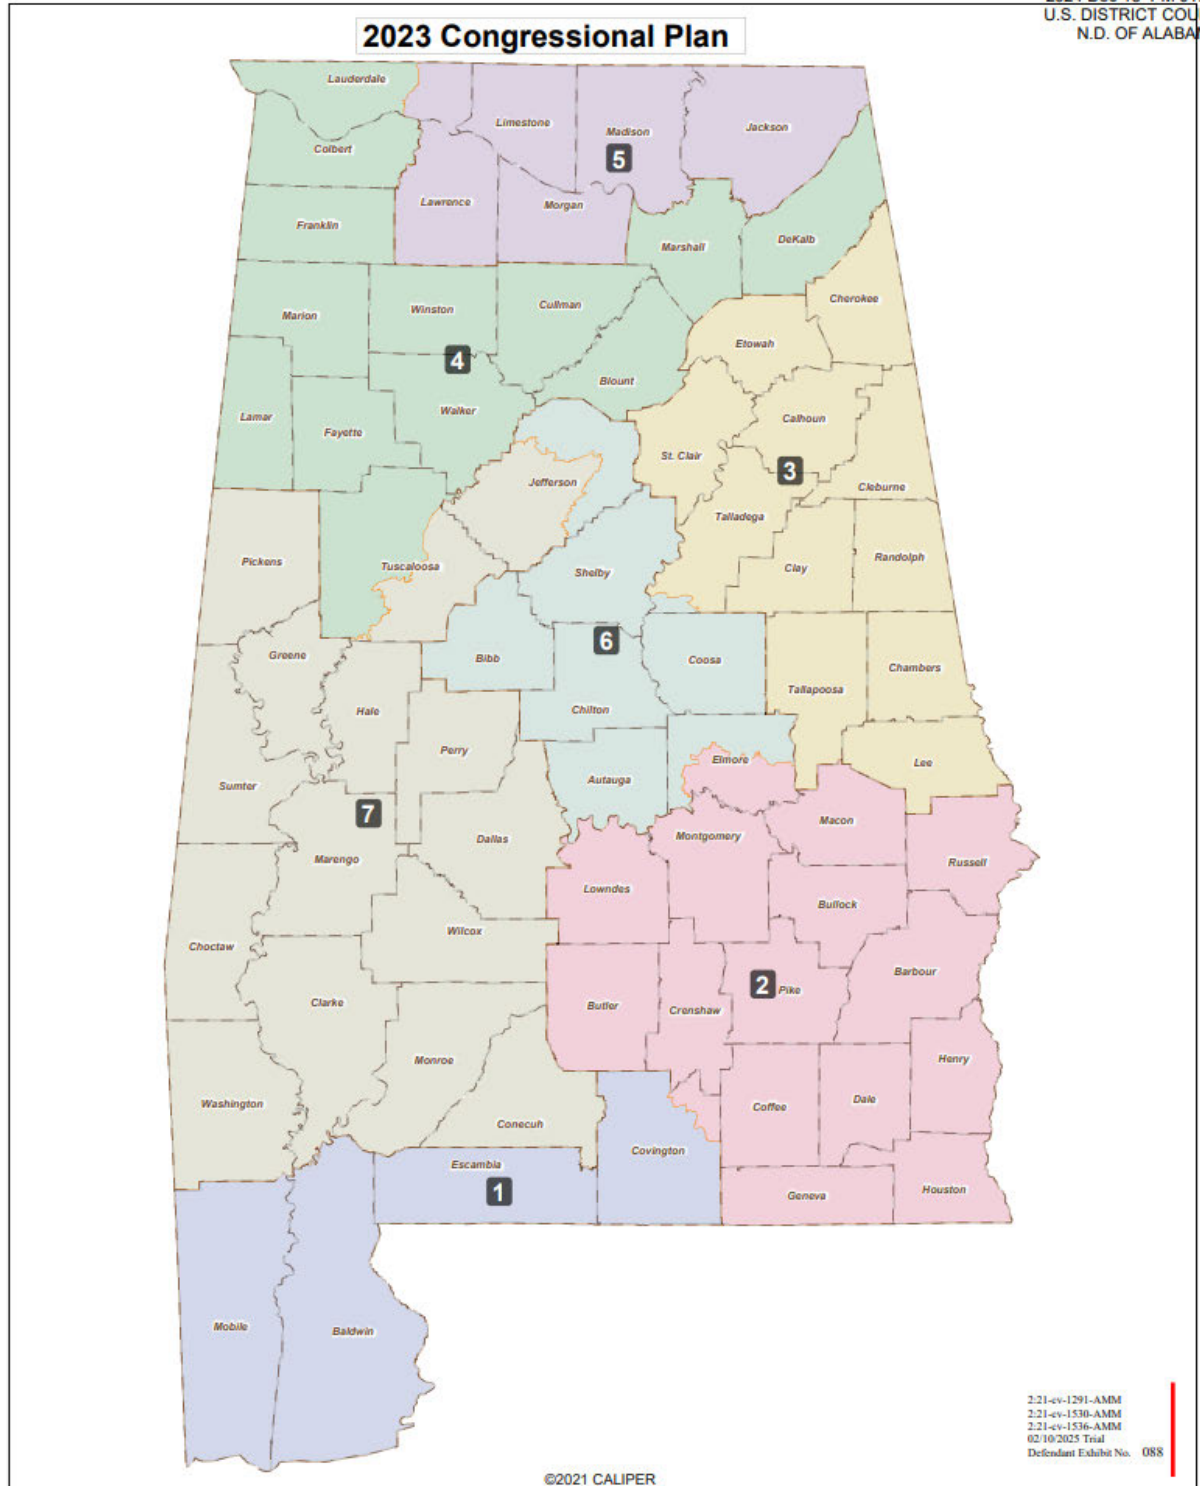 U.S. DISTRICT COU
N.D. OF ALABA
2023 Congressional Plan
Lauderdale
Limestone
Madison
Jackson
Colbert
5
Lawrence
Morgan
Franklin
Marshall
DeKalb
Cherokee
Marion
Winston
Cullman
Etowah
4
Blount
Lamar
Fayette
Walker
Calhoun
St. Clair
3
Jefferson
Cleburne
Talladega
Pickens
Tuscaloosa
Shelby
Clay
Randolph
6
Greene
Bibb
Coosa
Chambers
Tallapoosa
Hale
Chilton
Perry
Elmore
Lee
Sumter
Autauga
7
Macon
Montgomery
Dallas
Marengo
Russell
Lowndes
Bullock
Wilcox
Choctaw
Barbour
2 Pike
Clarke
Butler
Crenshaw
Monroe
Henry
Washington
Coffee
Dale
Conecuh
Covington
Escambia
1
Geneva
Houston
Mobile
Baldwin
2:21-cv-1291-AMM
2:21-cv-1530-AMM
2:21-cv-1536-AMM
02/10/2025 Trial
Defendant Exhibit No. 088
©2021 CALIPER